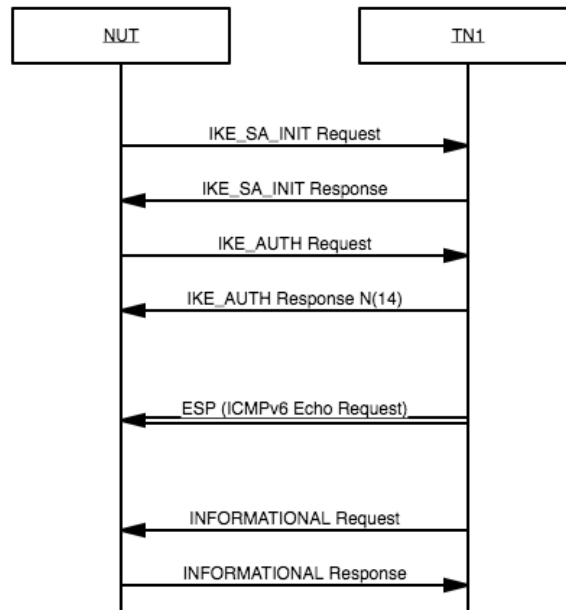 NUT
TN1
IKE_SA_INIT Request
IKE_SA_INIT Response
IKE_AUTH Request
IKE_AUTH Response N(14)
ESP (ICMPv6 Echo Request)
INFORMATIONAL Request
INFORMATIONAL Response